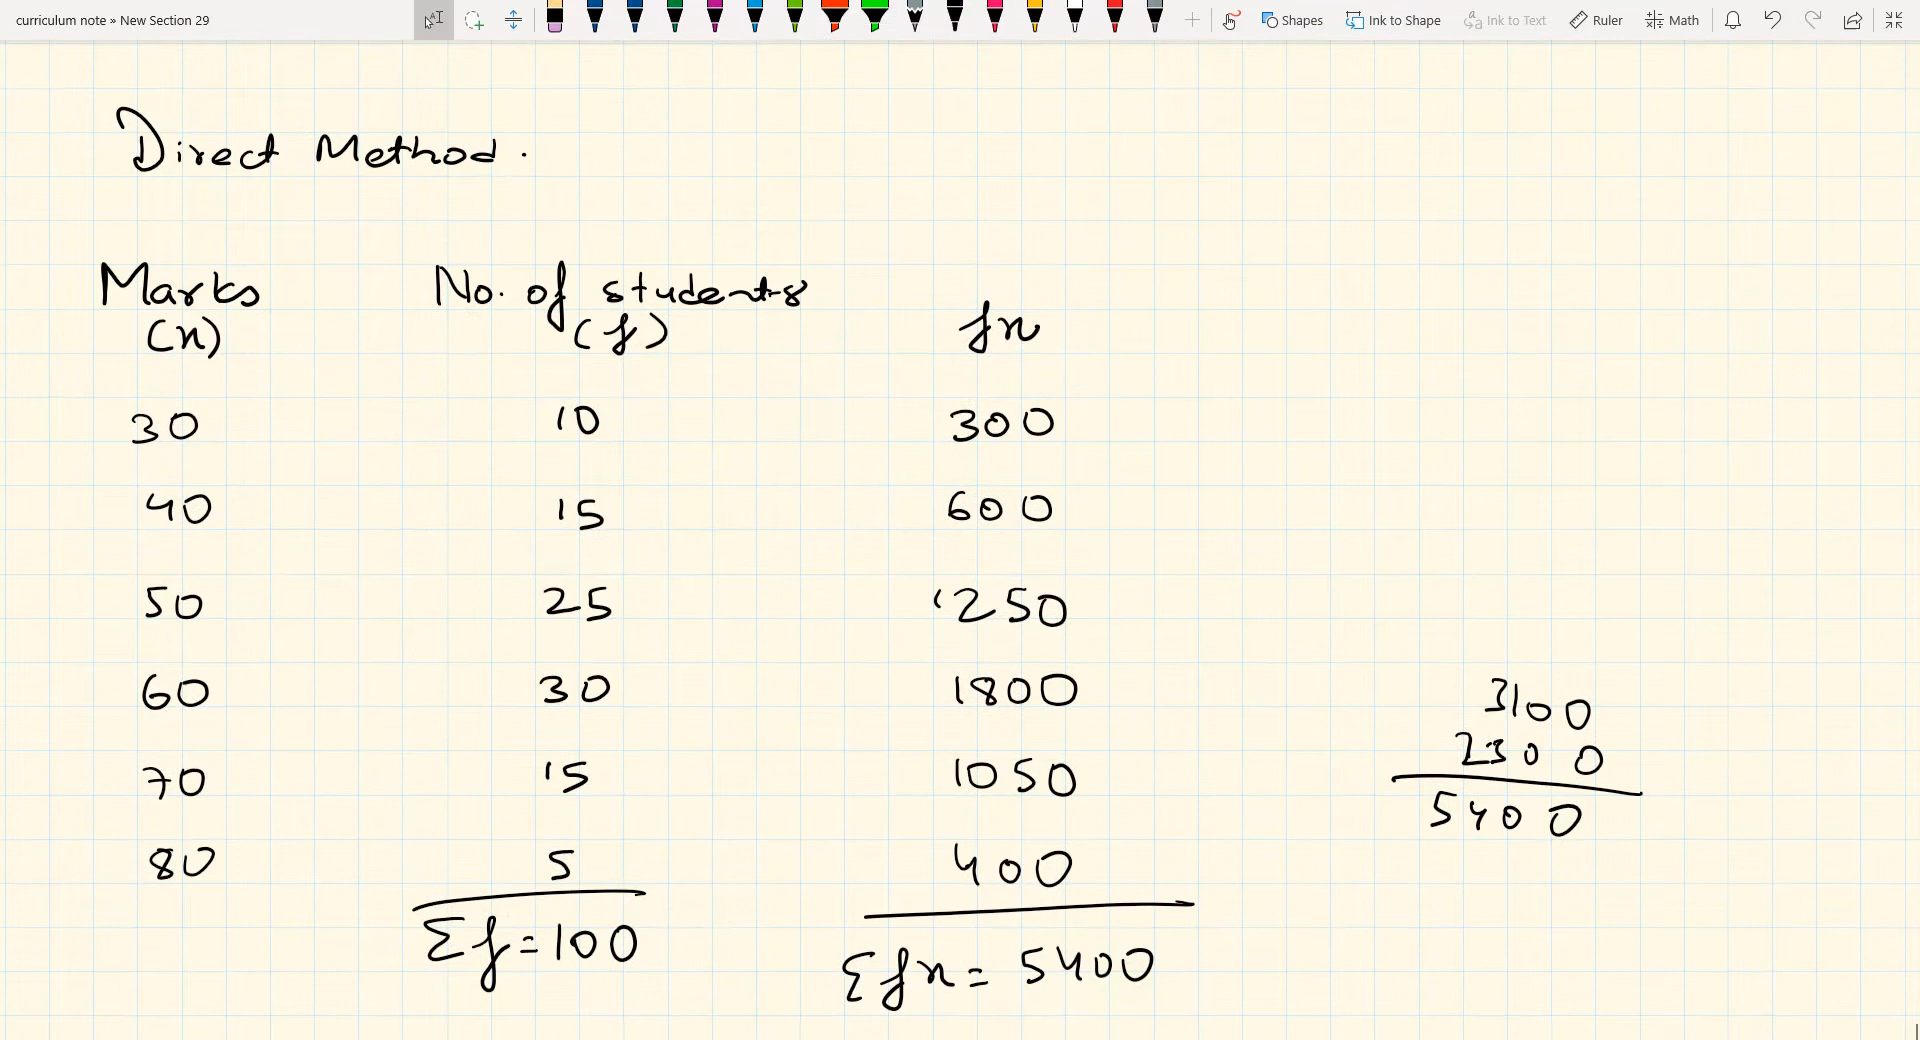 curriculum note » New Section 29 Shapes Ink to Shape Ink to Text Ruler Math
Direct Method.
Marks No. of students
(x) (f) fx
30 10 300
40 15 600
50 25 1250
60 30 1800
70 15 1050
80 5 400
Σf=100 Σfx= 5400
3100
2300
5400